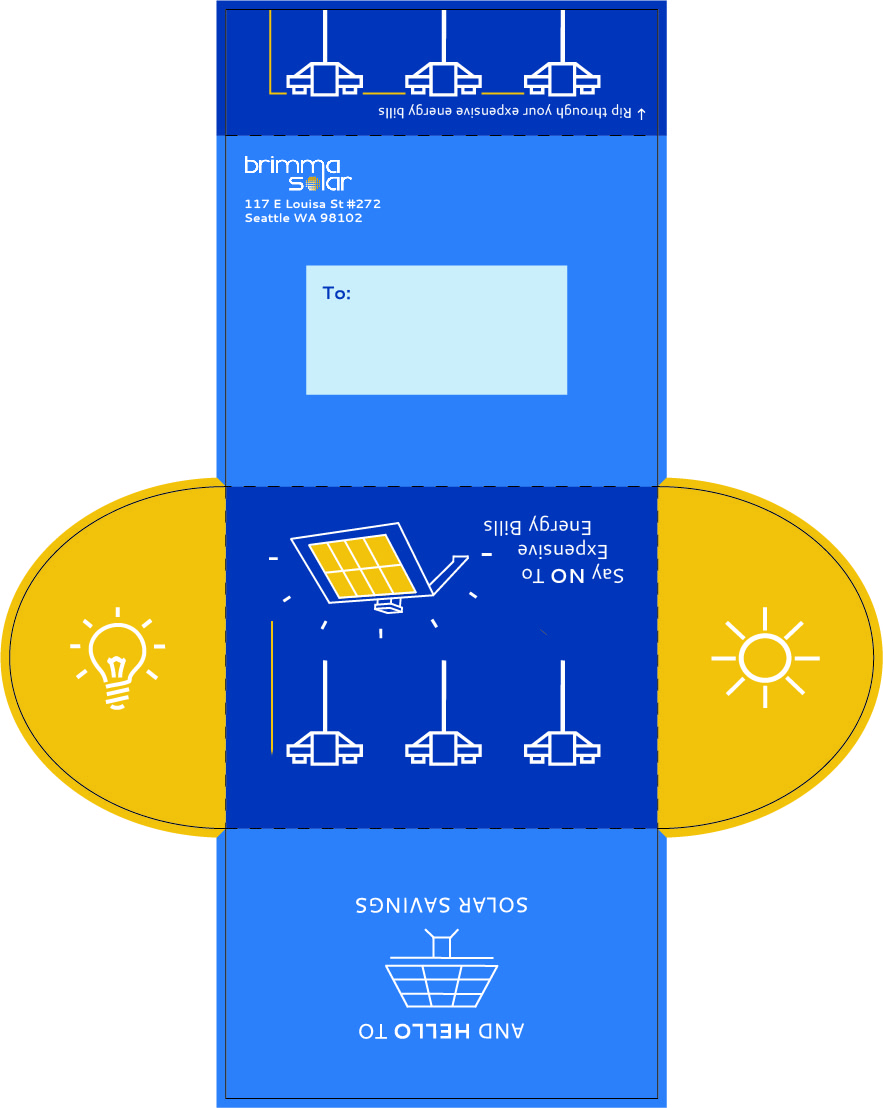 ↓ Rip through your expensive energy bills
brimma
solar
117 E Louisa St #272
Seattle WA 98102
To:
Say NO To
Expensive
Energy Bills
AND HELLO TO
SOLAR SAVINGS